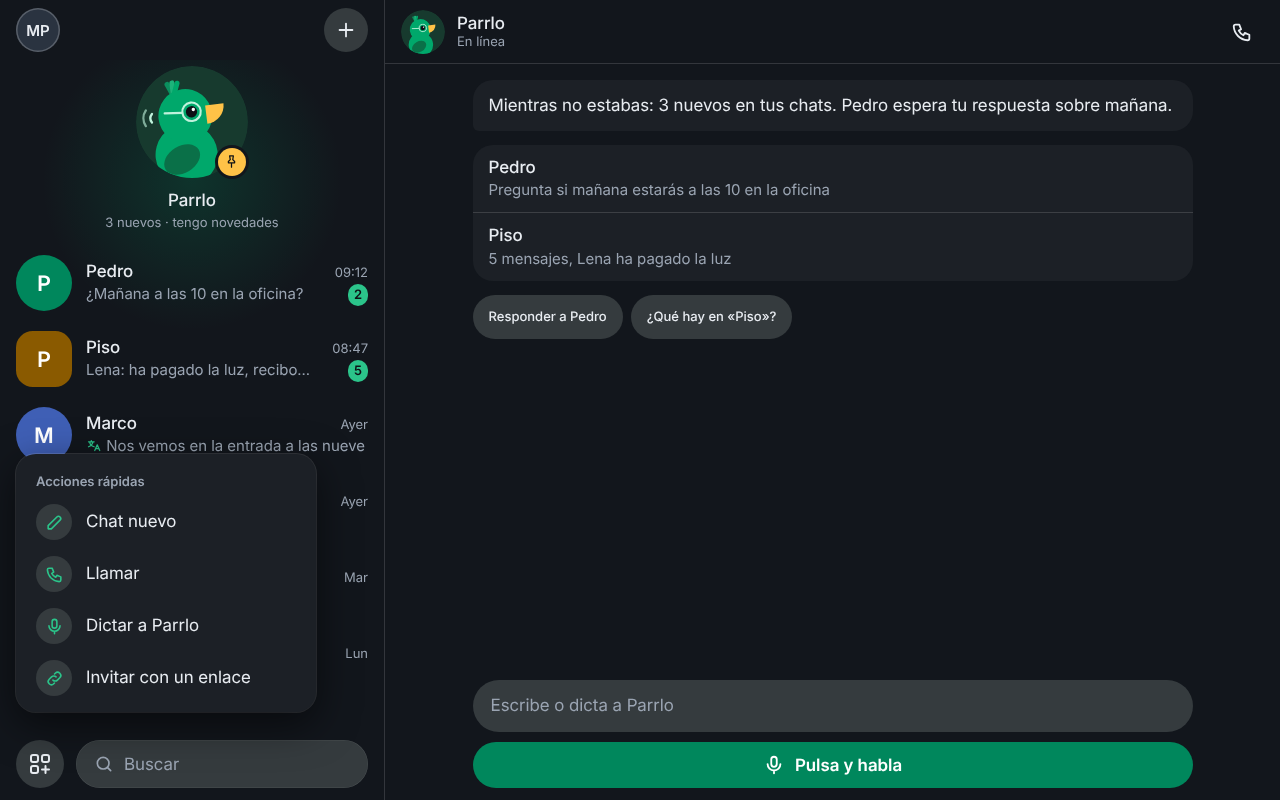 MP
Parrlo
3 nuevos · tengo novedades
P
Pedro
09:12
¿Mañana a las 10 en la oficina?
2
P
Piso
08:47
Lena: ha pagado la luz, recibo...
5
M
Marco
Ayer
Nos vemos en la entrada a las nueve
Acciones rápidas
Ayer
Chat nuevo
Llamar
Mar
Dictar a Parrlo
Lun
Invitar con un enlace
Buscar
Parrlo
En línea
Mientras no estabas: 3 nuevos en tus chats. Pedro espera tu respuesta sobre mañana.
Pedro
Pregunta si mañana estarás a las 10 en la oficina
Piso
5 mensajes, Lena ha pagado la luz
Responder a Pedro
¿Qué hay en «Piso»?
Escribe o dicta a Parrlo
Pulsa y habla